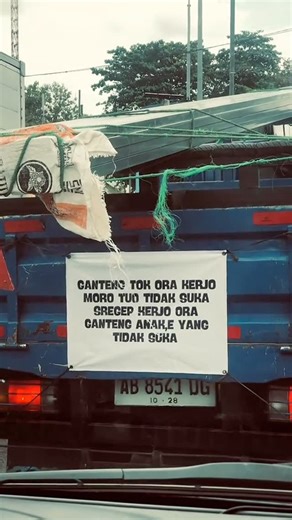 GANTENG TOK ORA KERJO
MORO TUO TIDAK SUKA
SREGEP KERJO ORA
GANTENG ANAK,E YANG
TIDAK SUKA
AB 8541 DG
10 - 28